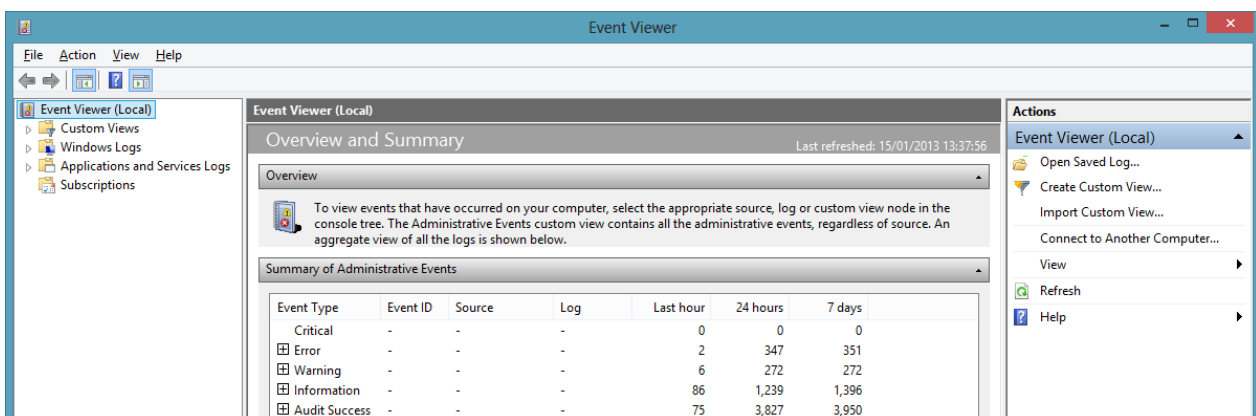 Event Viewer
File Action View Help
Event Viewer (Local)
Custom Views
Windows Logs
Applications and Services Logs
Subscriptions
Event Viewer (Local)
Overview and Summary Last refreshed: 15/01/2013 13:37:56
Overview
To view events that have occurred on your computer, select the appropriate source, log or custom view node in the
console tree. The Administrative Events custom view contains all the administrative events, regardless of source. An
aggregate view of all the logs is shown below.
Summary of Administrative Events
Event Type Event ID Source Log Last hour 24 hours 7 days
Critical - - - 0 0 0
Error - - - 2 347 351
Warning - - - 6 272 272
Information - - - 86 1,239 1,396
Audit Success - - - 75 3,827 3,950
Actions
Event Viewer (Local)
Open Saved Log...
Create Custom View...
Import Custom View...
Connect to Another Computer...
View
Refresh
Help